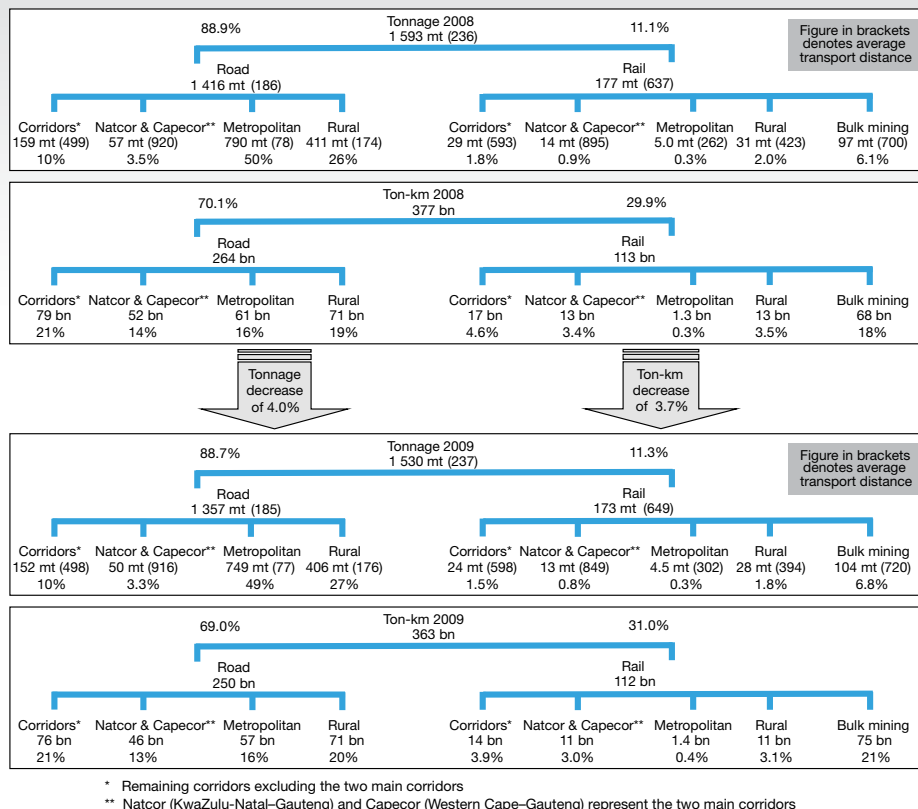 Tonnage 2008
88.9% 11.1%
1 593 mt (236)
Figure in brackets
denotes average
transport distance
Road Rail
1 416 mt (186) 177 mt (637)
Corridors* Natcor & Capecor** Metropolitan Rural Corridors* Natcor & Capecor** Metropolitan Rural Bulk mining
159 mt (499) 57 mt (920) 790 mt (78) 411 mt (174) 29 mt (593) 14 mt (895) 5.0 mt (262) 31 mt (423) 97 mt (700)
10% 3.5% 50% 26% 1.8% 0.9% 0.3% 2.0% 6.1%
Ton-km 2008
70.1% 29.9%
377 bn
Road Rail
264 bn 113 bn
Corridors* Natcor & Capecor** Metropolitan Rural Corridors* Natcor & Capecor** Metropolitan Rural Bulk mining
79 bn 52 bn 61 bn 71 bn 17 bn 13 bn 1.3 bn 13 bn 68 bn
21% 14% 16% 19% 4.6% 3.4% 0.3% 3.5% 18%
Tonnage
decrease
of 4.0%
Ton-km
decrease
of 3.7%
Tonnage 2009
88.7% 11.3%
1 530 mt (237)
Figure in brackets
denotes average
transport distance
Road Rail
1 357 mt (185) 173 mt (649)
Corridors* Natcor & Capecor** Metropolitan Rural Corridors* Natcor & Capecor** Metropolitan Rural Bulk mining
152 mt (498) 50 mt (916) 749 mt (77) 406 mt (176) 24 mt (598) 13 mt (849) 4.5 mt (302) 28 mt (394) 104 mt (720)
10% 3.3% 49% 27% 1.5% 0.8% 0.3% 1.8% 6.8%
Ton-km 2009
69.0% 31.0%
363 bn
Road Rail
250 bn 112 bn
Corridors* Natcor & Capecor** Metropolitan Rural Corridors* Natcor & Capecor** Metropolitan Rural Bulk mining
76 bn 46 bn 57 bn 71 bn 14 bn 11 bn 1.4 bn 11 bn 75 bn
21% 13% 16% 20% 3.9% 3.0% 0.4% 3.1% 21%
* Remaining corridors excluding the two main corridors
** Natcor (KwaZulu-Natal–Gauteng) and Capecor (Western Cape–Gauteng) represent the two main corridors